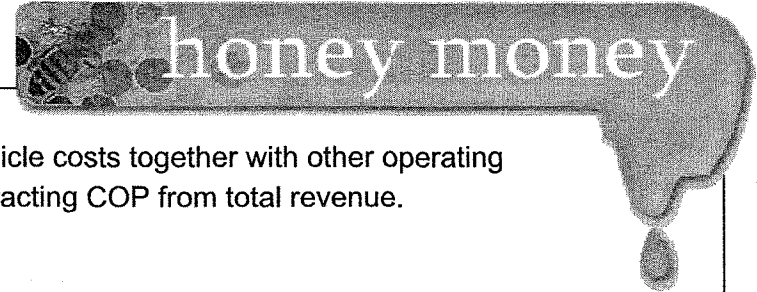 honey money
icle costs together with other operating
acting COP from total revenue.